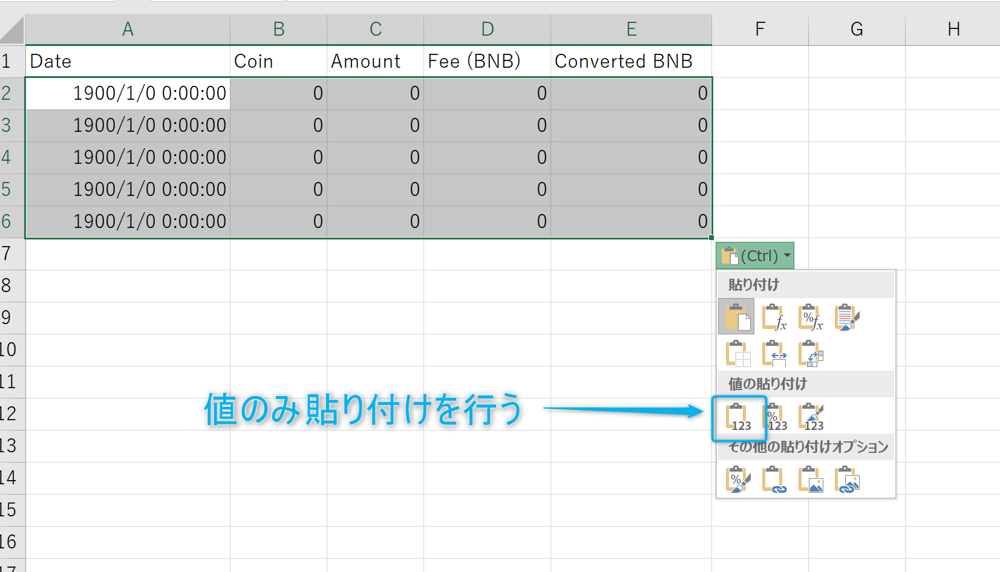 A B C D E F G H
1 Date Coin Amount Fee (BNB) Converted BNB
2 1900/1/0 0:00:00 0 0 0 0
3 1900/1/0 0:00:00 0 0 0 0
4 1900/1/0 0:00:00 0 0 0 0
5 1900/1/0 0:00:00 0 0 0 0
6 1900/1/0 0:00:00 0 0 0 0
7 (Ctrl)
8 貼り付け
9 fx %fx
10
11 値の貼り付け
12 値のみ貼り付けを行う 123 %123 123
13 その他の貼り付けオプション
14 %
15
16
17